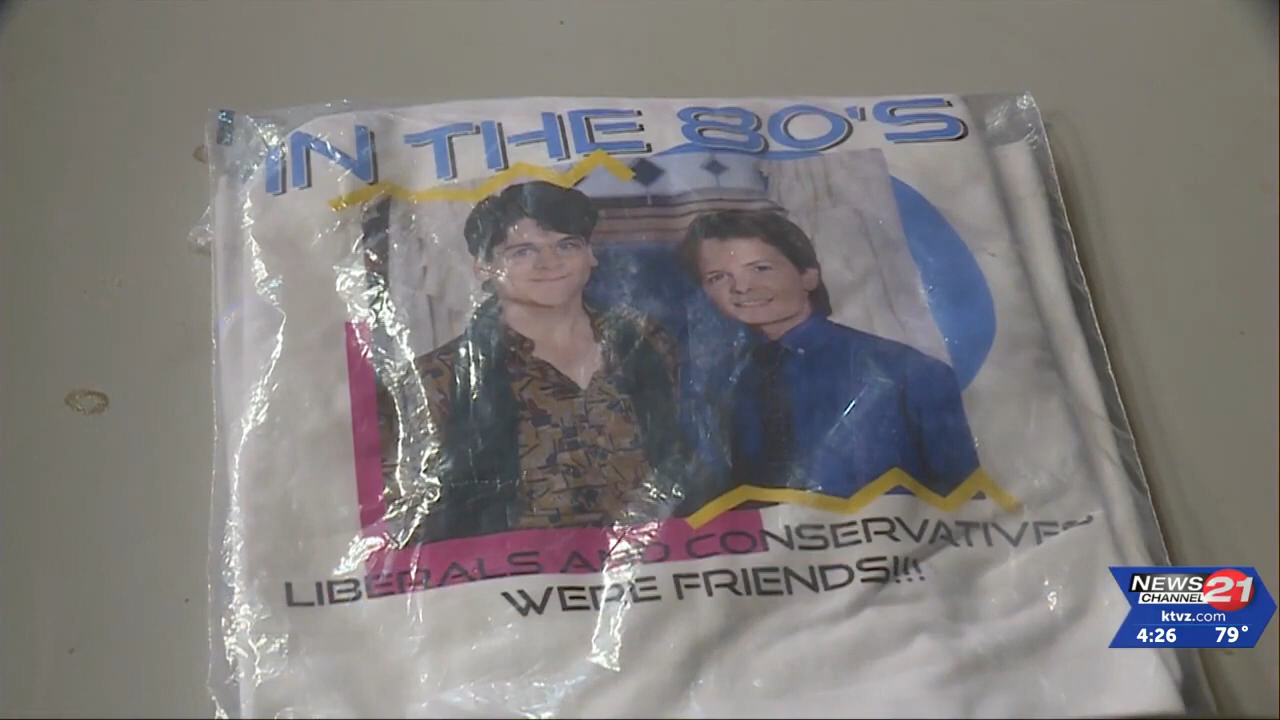 IN THE 80'S
LIBERALS AND CONSERVATIVES
WERE FRIENDS!!!
NEWS
CHANNEL 21
ktvz.com
4:26 79°